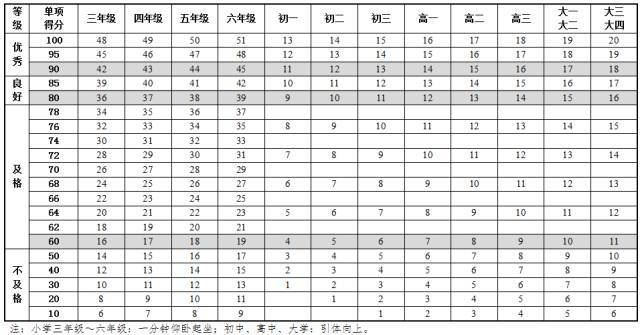 等级 单项得分 三年级 四年级 五年级 六年级 初一 初二 初三 高一 高二 高三 大一大二 大三大四
优秀 100 48 49 50 51 13 14 15 16 17 18 19 20
95 45 46 47 48 12 13 14 15 16 17 18 19
90 42 43 44 45 11 12 13 14 15 16 17 18
良好 85 39 40 41 42 10 11 12 13 14 15 16 17
80 36 37 38 39 9 10 11 12 13 14 15 16
及格 78 34 35 36 37
76 32 33 34 35 8 9 10 11 12 13 14 15
74 30 31 32 33
72 28 29 30 31 7 8 9 10 11 12 13 14
70 26 27 28 29
68 24 25 26 27 6 7 8 9 10 11 12 13
66 22 23 24 25
64 20 21 22 23 5 6 7 8 9 10 11 12
62 18 19 20 21
60 16 17 18 19 4 5 6 7 8 9 10 11
不及格 50 14 15 16 17 3 4 5 6 7 8 9 10
40 12 13 14 15 2 3 4 5 6 7 8 9
30 10 11 12 13 1 2 3 4 5 6 7 8
20 8 9 10 11 1 2 3 4 5 6 7
10 6 7 8 9 1 2 3 4 5 6
注：小学三年级～六年级：一分钟仰卧起坐；初中、高中、大学：引体向上。